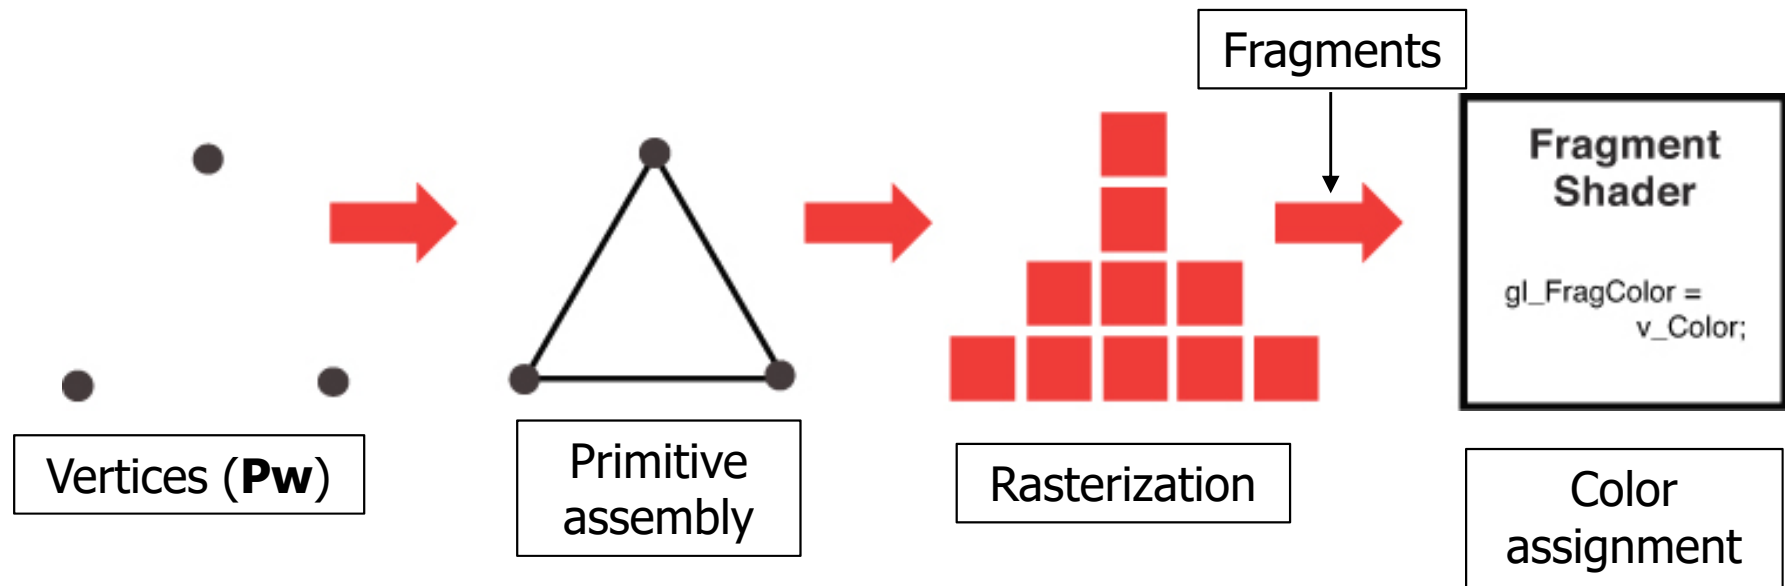 Fragments
Fragment
Shader
gl_FragColor =
v_Color;
Vertices (Pw)
Primitive
assembly
Rasterization
Color
assignment